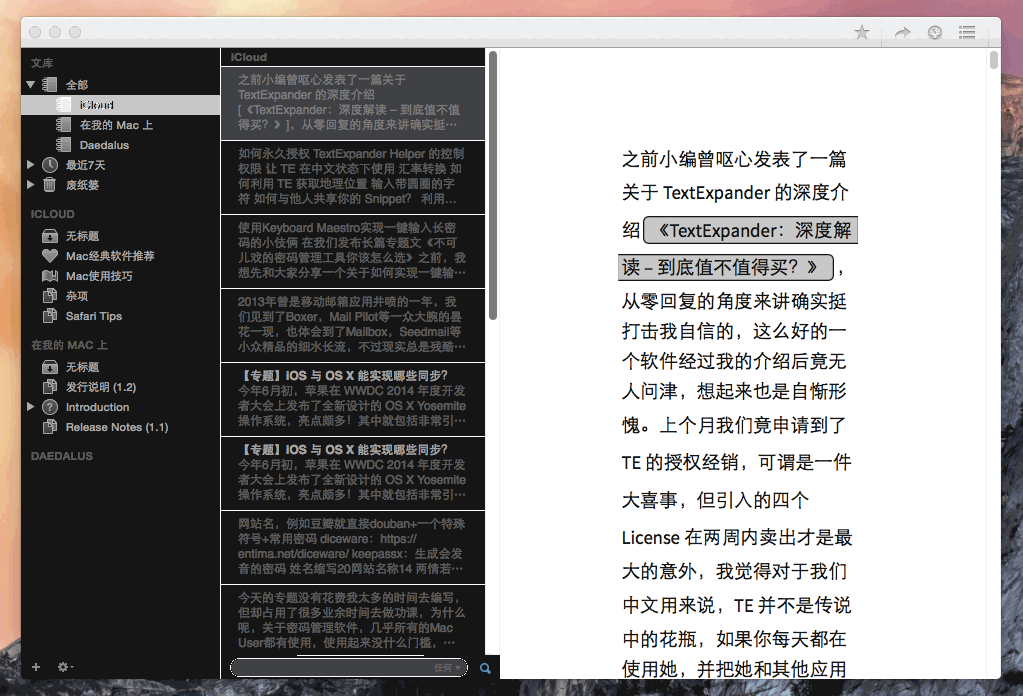 文库
全部
iCloud
在我的 Mac 上
Daedalus
最近7天
废纸篓
ICLOUD
无标题
Mac经典软件推荐
Mac使用技巧
杂项
Safari Tips
在我的 MAC 上
无标题
发行说明 (1.2)
Introduction
Release Notes (1.1)
DAEDALUS
iCloud
之前小编曾呕心发表了一篇关于
TextExpander 的深度介绍
[《TextExpander：深度解读 – 到底值不值
得买？》]，从零回复的角度来讲确实挺…
如何永久授权 TextExpander Helper 的控制
权限 让 TE 在中文状态下使用 汇率转换 如
何利用 TE 获取地理位置 输入带圆圈的字
符 如何与他人共享你的 Snippet？ 利用…
使用Keyboard Maestro实现一键输入长密
码的小伎俩 在我们发布长篇专题文《不可
儿戏的密码管理工具你该怎么选》之前，我
想先和大家分享一个关于如何实现一键输…
2013年曾是移动邮箱应用井喷的一年，我
们见到了Boxer，Mail Pilot等一众大腕的昙
花一现，也体会到了Mailbox，Seedmail等
小众精品的细水长流，不过现实总是残酷…
【专题】iOS 与 OS X 能实现哪些同步?
今年6月初，苹果在 WWDC 2014 年度开发
者大会上发布了全新设计的 OS X Yosemite
操作系统，亮点颇多！其中就包括非常引…
【专题】iOS 与 OS X 能实现哪些同步?
今年6月初，苹果在 WWDC 2014 年度开发
者大会上发布了全新设计的 OS X Yosemite
操作系统，亮点颇多！其中就包括非常引…
网站名，例如豆瓣就直接douban+一个特殊
符号+常用密码 diceware：https://
entima.net/diceware/ keepassx：生成会发
音的密码 姓名缩写20网站名称14 两情若…
今天的专题没有花费我太多的时间去编写，
但却占用了很多业余时间去做功课，为什么
呢，关于密码管理软件，几乎所有的Mac
User都有使用，使用起来没什么门槛，…
任何
之前小编曾呕心发表了一篇
关于 TextExpander 的深度介
绍《TextExpander：深度解
读 – 到底值不值得买？》，
从零回复的角度来讲确实挺
打击我自信的，这么好的一
个软件经过我的介绍后竟无
人问津，想起来也是自惭形
愧。上个月我们竟申请到了
TE 的授权经销，可谓是一件
大喜事，但引入的四个
License 在两周内卖出才是最
大的意外，我觉得对于我们
中文用来说，TE 并不是传说
中的花瓶，如果你每天都在
使用她，并把她和其他应用